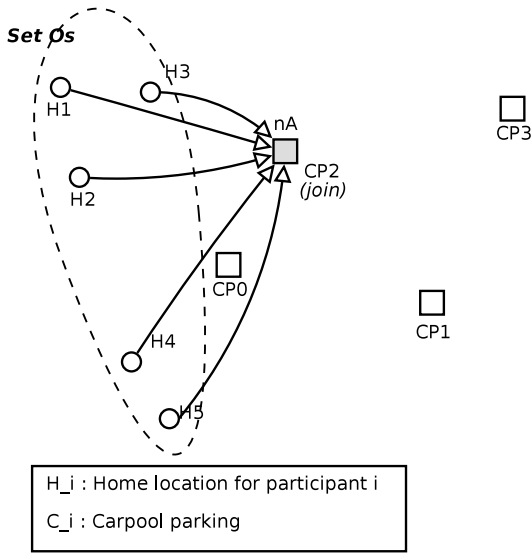 Set Os
H3
H1
nA
CP3
CP2
(join)
H2
CP0
CP1
H4
H5
H_i : Home location for participant i
C_i : Carpool parking